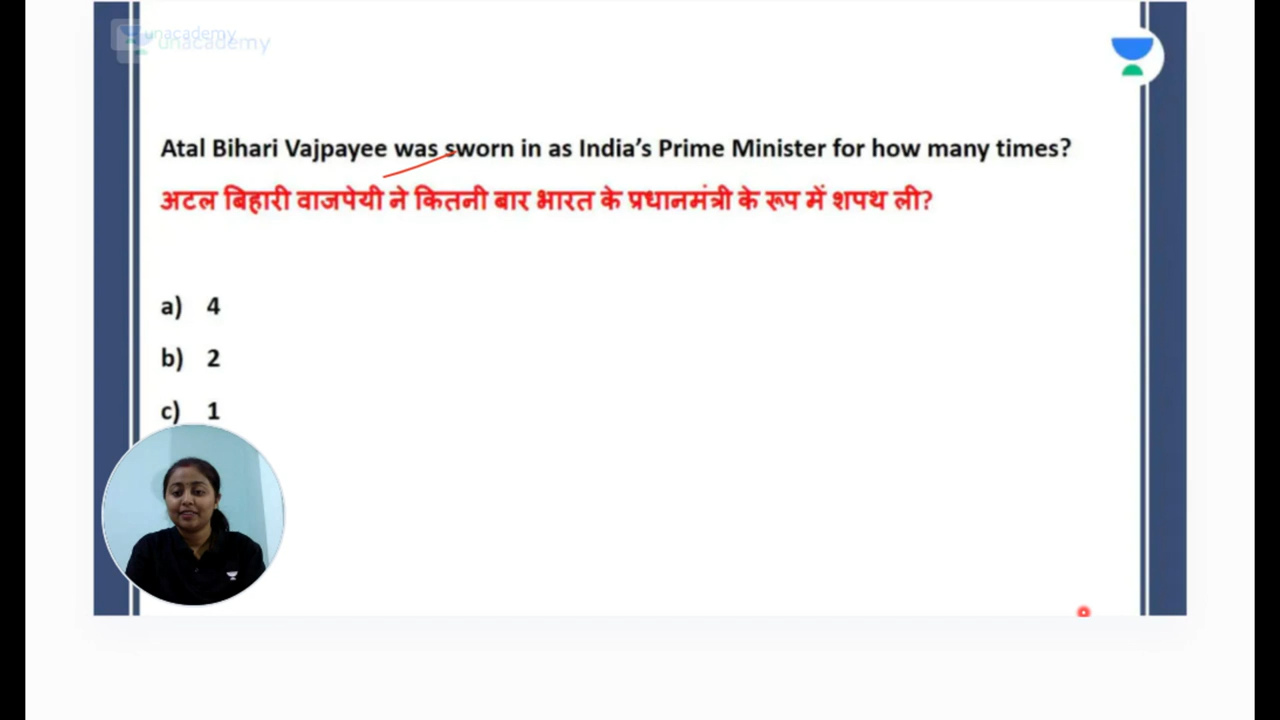 unacademy
unacademy
Atal Bihari Vajpayee was sworn in as India’s Prime Minister for how many times?
अटल बिहारी वाजपेयी ने कितनी बार भारत के प्रधानमंत्री के रूप में शपथ ली?
a) 4
b) 2
c) 1